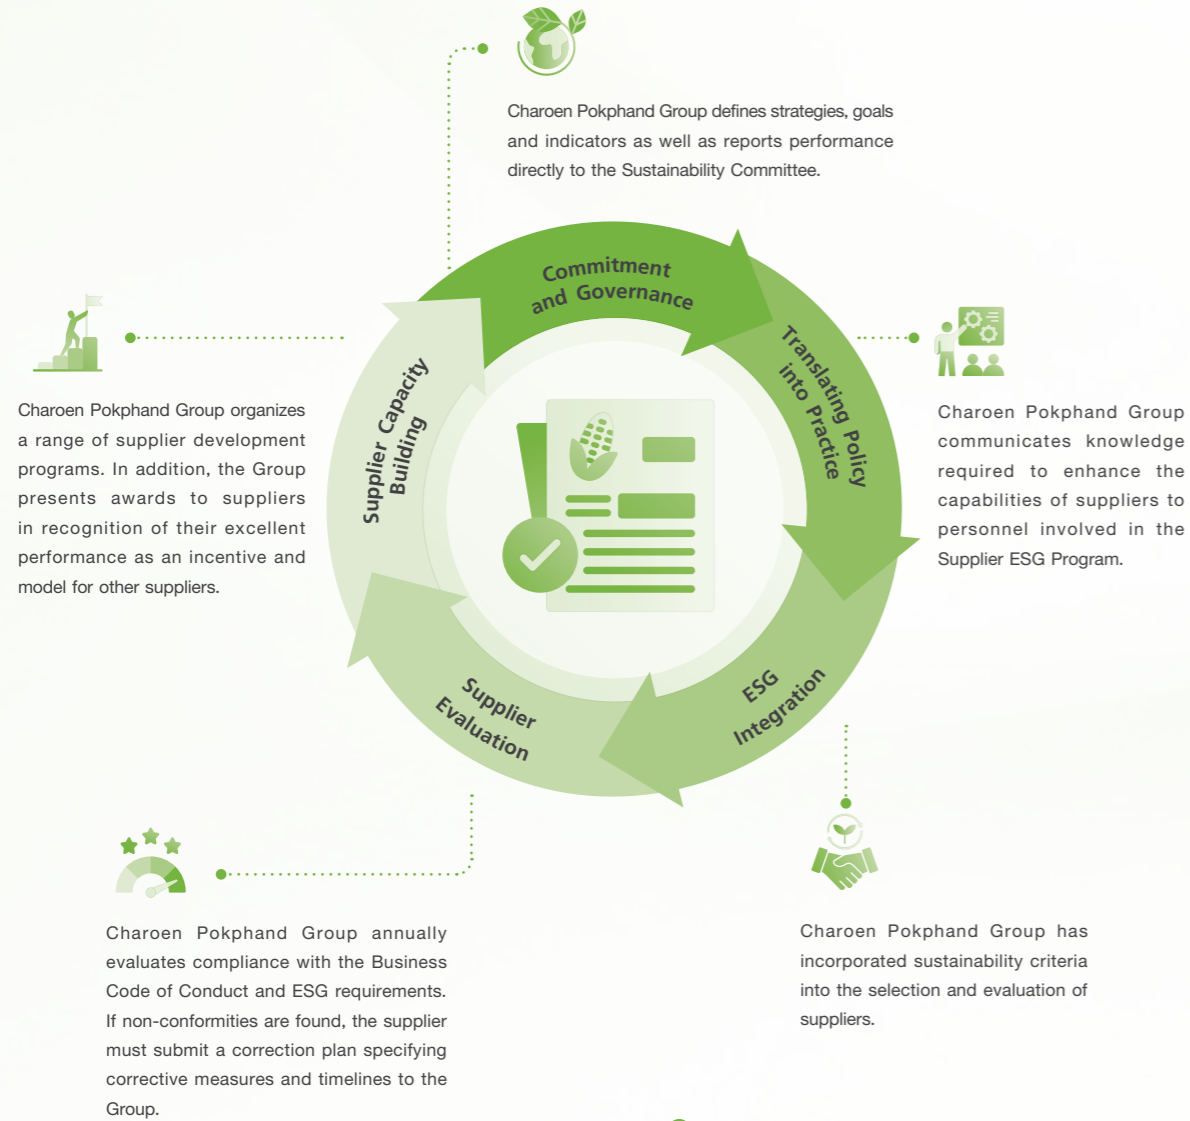 Charoen Pokphand Group defines strategies, goals
and indicators as well as reports performance
directly to the Sustainability Committee.
Commitment
and Governance
Translating Policy
into Practice
Charoen Pokphand Group
communicates knowledge
required to enhance the
capabilities of suppliers to
personnel involved in the
Supplier ESG Program.
ESG
Integration
Charoen Pokphand Group has
incorporated sustainability criteria
into the selection and evaluation of
suppliers.
Supplier
Evaluation
Charoen Pokphand Group annually
evaluates compliance with the Business
Code of Conduct and ESG requirements.
If non-conformities are found, the supplier
must submit a correction plan specifying
corrective measures and timelines to the
Group.
Supplier Capacity
Building
Charoen Pokphand Group organizes
a range of supplier development
programs. In addition, the Group
presents awards to suppliers
in recognition of their excellent
performance as an incentive and
model for other suppliers.